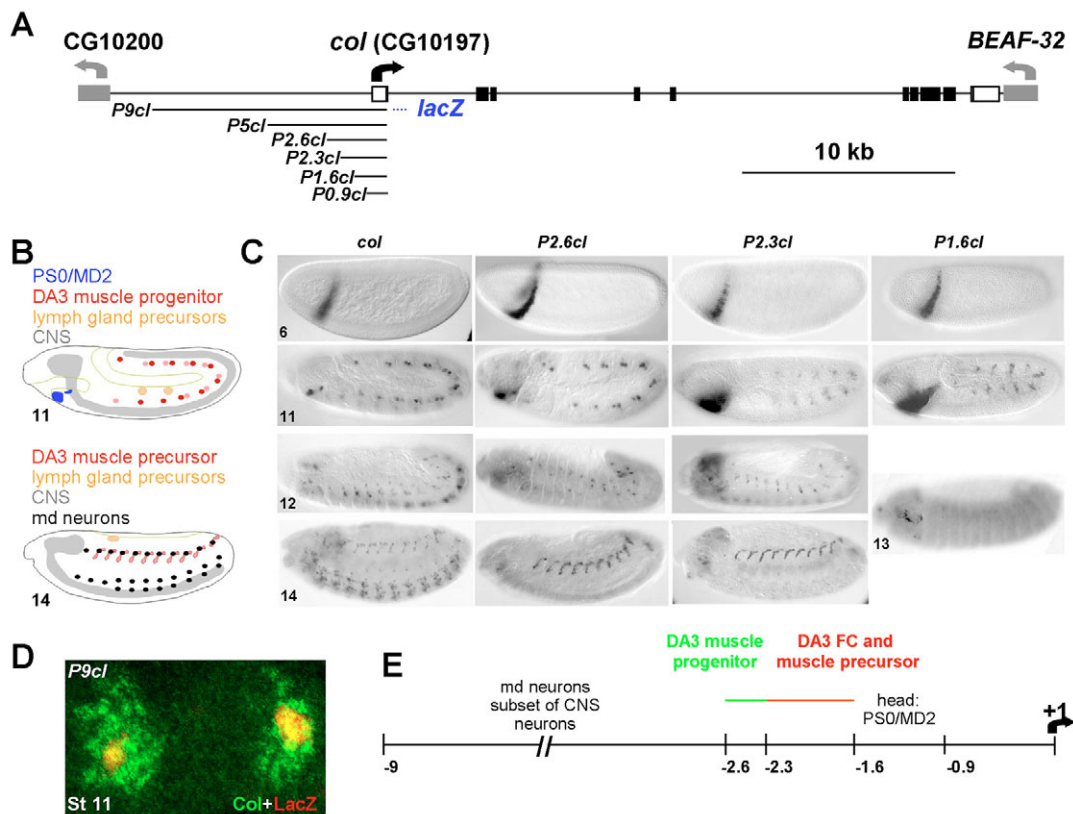 A
CG10200
col (CG10197)
BEAF-32
P9cl
lacZ
P5cl
P2.6cl
P2.3cl
P1.6cl
P0.9cl
10 kb
B
PS0/MD2
DA3 muscle progenitor
lymph gland precursors
CNS
11
DA3 muscle precursor
lymph gland precursors
CNS
md neurons
14
C
col
P2.6cl
P2.3cl
P1.6cl
6
11
12
13
14
D
P9cl
St 11
Col+LacZ
E
DA3 muscle
progenitor
DA3 FC and
muscle precursor
md neurons
subset of CNS
neurons
head:
PS0/MD2
+1
-9
-2.6
-2.3
-1.6
-0.9